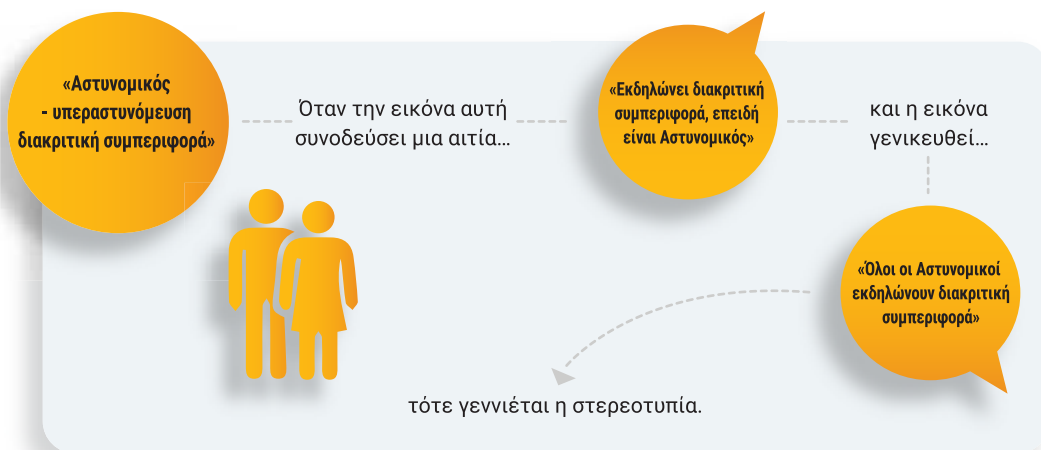 «Αστυνομικός
- υπεραστυνόμευση
διακριτική συμπεριφορά»
Όταν την εικόνα αυτή
συνοδεύσει μια αιτία...
«Εκδηλώνει διακριτική
συμπεριφορά, επειδή
είναι Αστυνομικός»
και η εικόνα
γενικευθεί...
«Όλοι οι Αστυνομικοί
εκδηλώνουν διακριτική
συμπεριφορά»
τότε γεννιέται η στερεοτυπία.